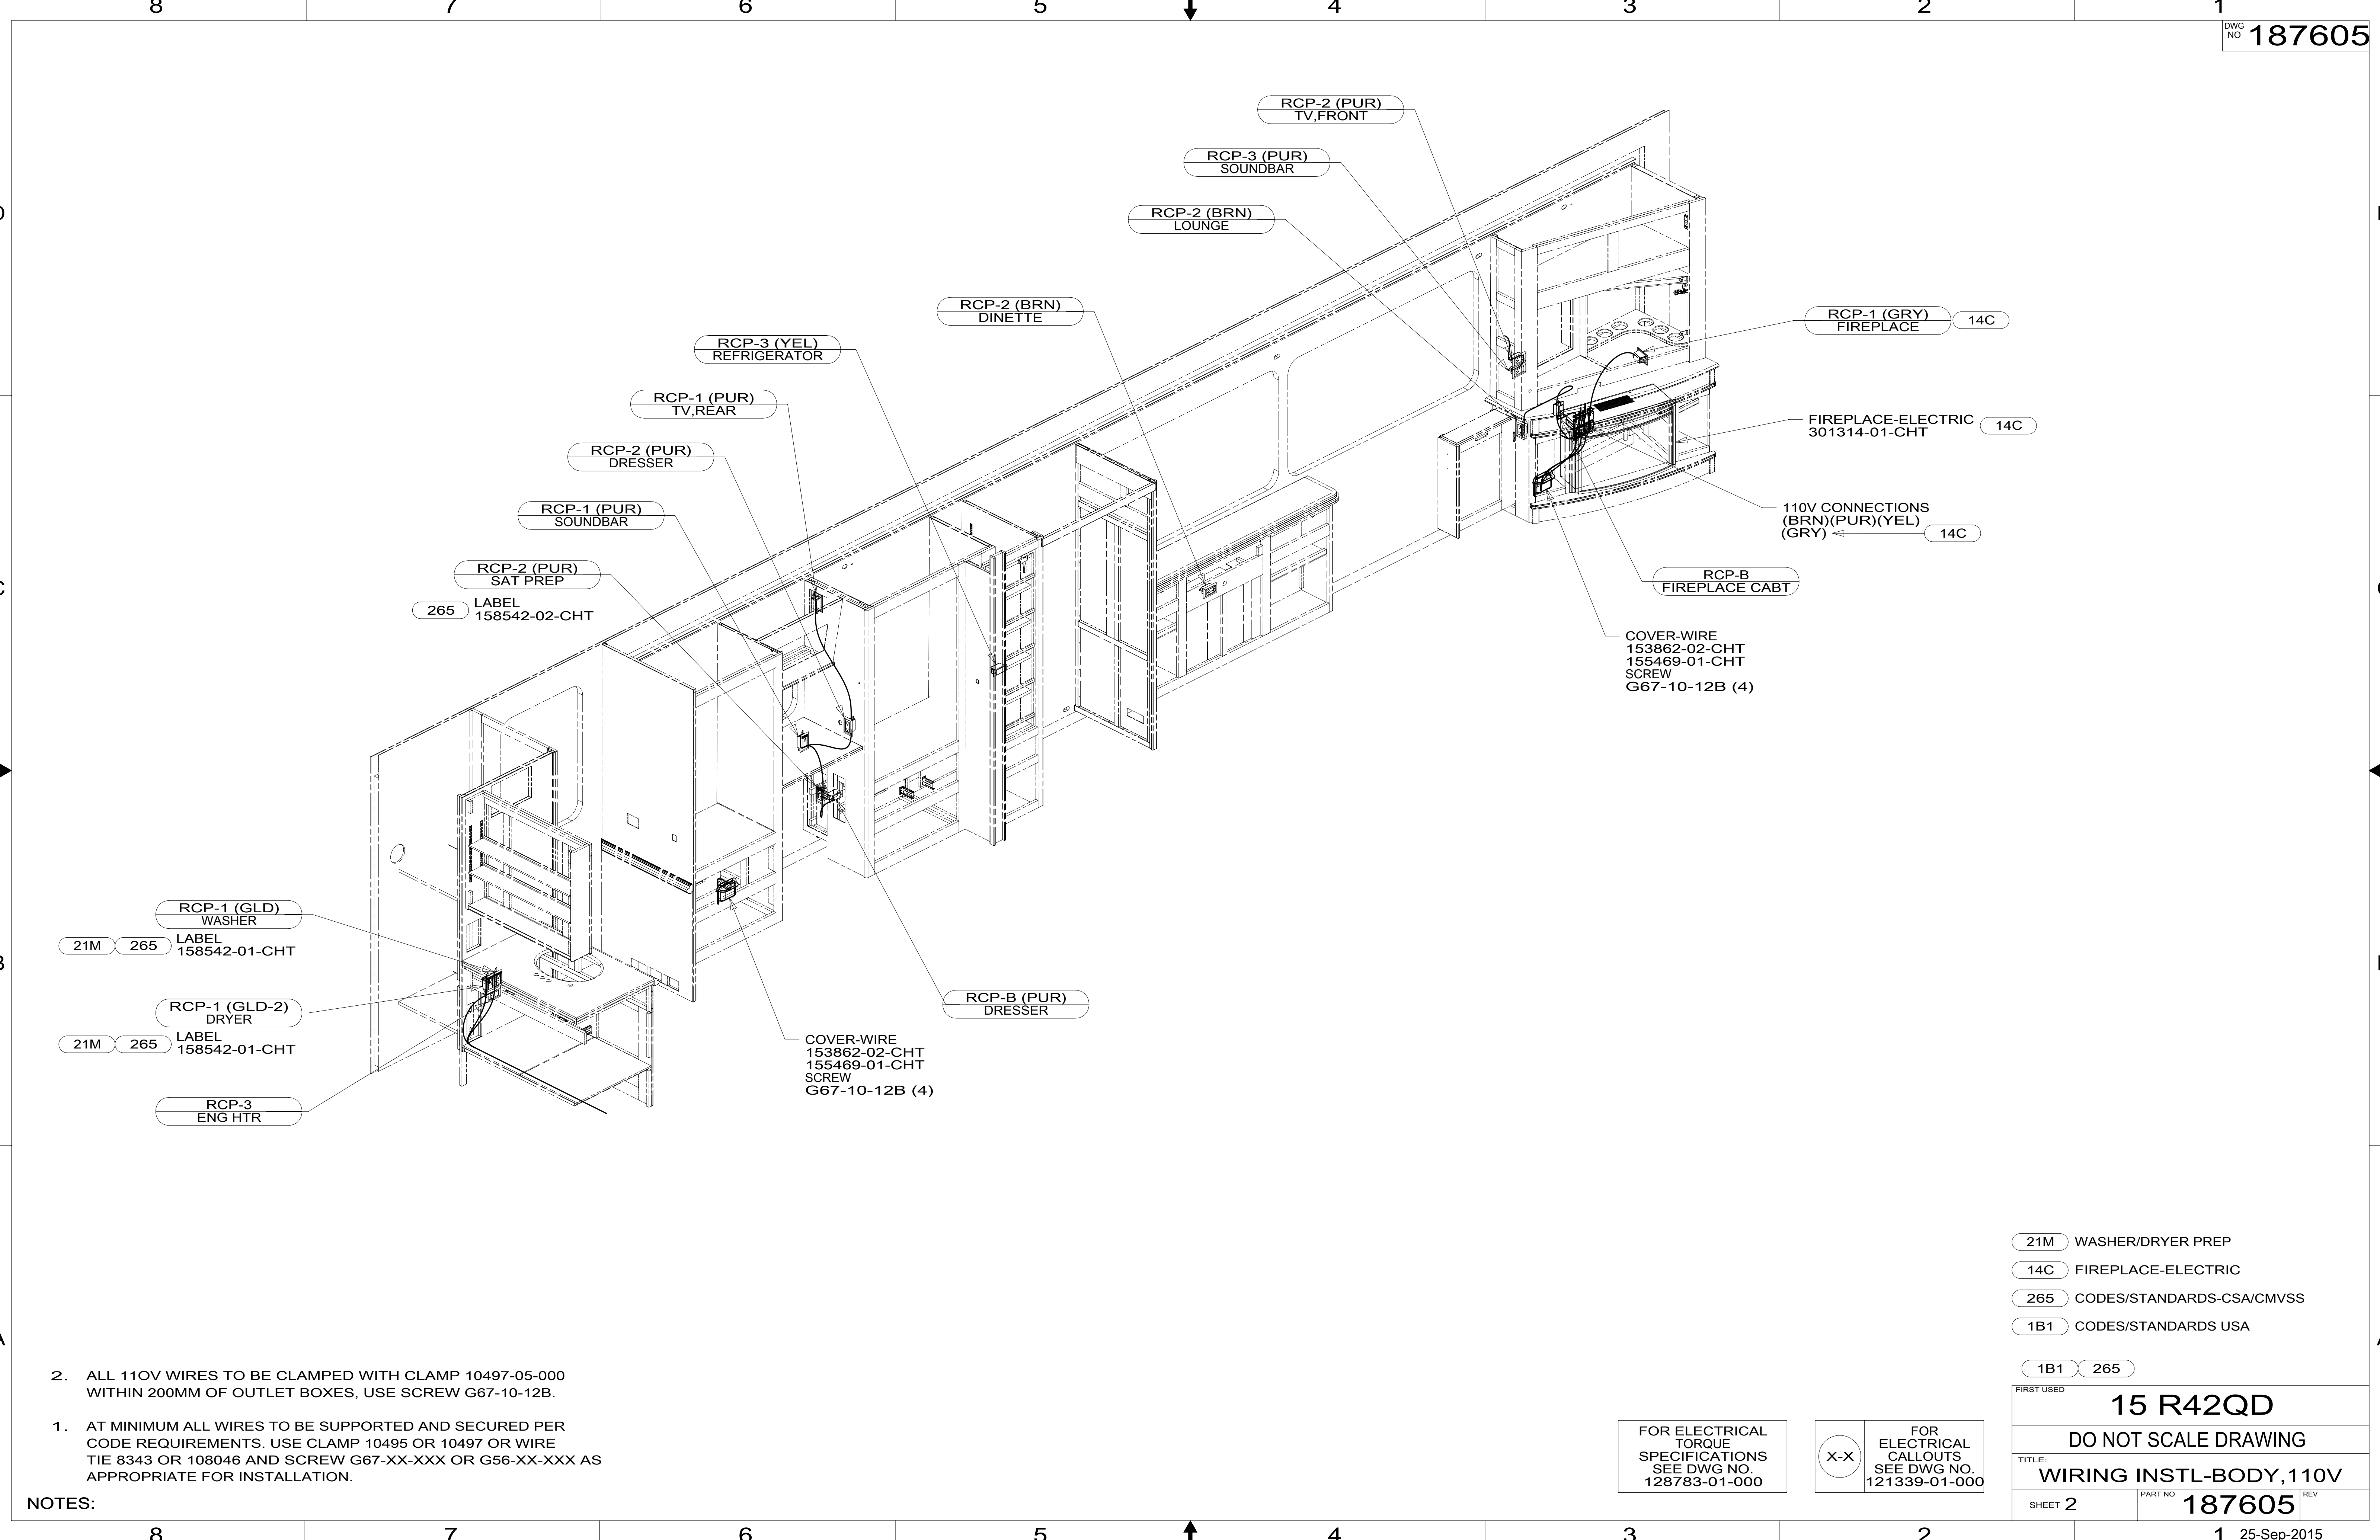 8 7 6 5 4 3 2 1
DWG NO 187605
RCP-2 (PUR)
TV,FRONT
RCP-3 (PUR)
SOUNDBAR
RCP-2 (BRN)
LOUNGE
RCP-2 (BRN)
DINETTE
RCP-1 (GRY)
FIREPLACE
14C
RCP-3 (YEL)
REFRIGERATOR
RCP-1 (PUR)
TV,REAR
FIREPLACE-ELECTRIC
301314-01-CHT
14C
RCP-2 (PUR)
DRESSER
RCP-1 (PUR)
SOUNDBAR
110V CONNECTIONS
(BRN)(PUR)(YEL)
(GRY)
14C
RCP-2 (PUR)
SAT PREP
265
LABEL
158542-02-CHT
RCP-B
FIREPLACE CABT
COVER-WIRE
153862-02-CHT
155469-01-CHT
SCREW
G67-10-12B (4)
RCP-1 (GLD)
WASHER
21M 265
LABEL
158542-01-CHT
RCP-1 (GLD-2)
DRYER
21M 265
LABEL
158542-01-CHT
RCP-3
ENG HTR
RCP-B (PUR)
DRESSER
COVER-WIRE
153862-02-CHT
155469-01-CHT
SCREW
G67-10-12B (4)
21M WASHER/DRYER PREP
14C FIREPLACE-ELECTRIC
265 CODES/STANDARDS-CSA/CMVSS
1B1 CODES/STANDARDS USA
1B1 265
2. ALL 11OV WIRES TO BE CLAMPED WITH CLAMP 10497-05-000
WITHIN 200MM OF OUTLET BOXES, USE SCREW G67-10-12B.
1. AT MINIMUM ALL WIRES TO BE SUPPORTED AND SECURED PER
CODE REQUIREMENTS. USE CLAMP 10495 OR 10497 OR WIRE
TIE 8343 OR 108046 AND SCREW G67-XX-XXX OR G56-XX-XXX AS
APPROPRIATE FOR INSTALLATION.
NOTES:
FOR ELECTRICAL
TORQUE
SPECIFICATIONS
SEE DWG NO.
128783-01-000
X-X
FOR
ELECTRICAL
CALLOUTS
SEE DWG NO.
121339-01-000
FIRST USED
15 R42QD
DO NOT SCALE DRAWING
TITLE:
WIRING INSTL-BODY,110V
SHEET 2
PART NO 187605
REV
8 7 6 5 4 3 2 1
25-Sep-2015